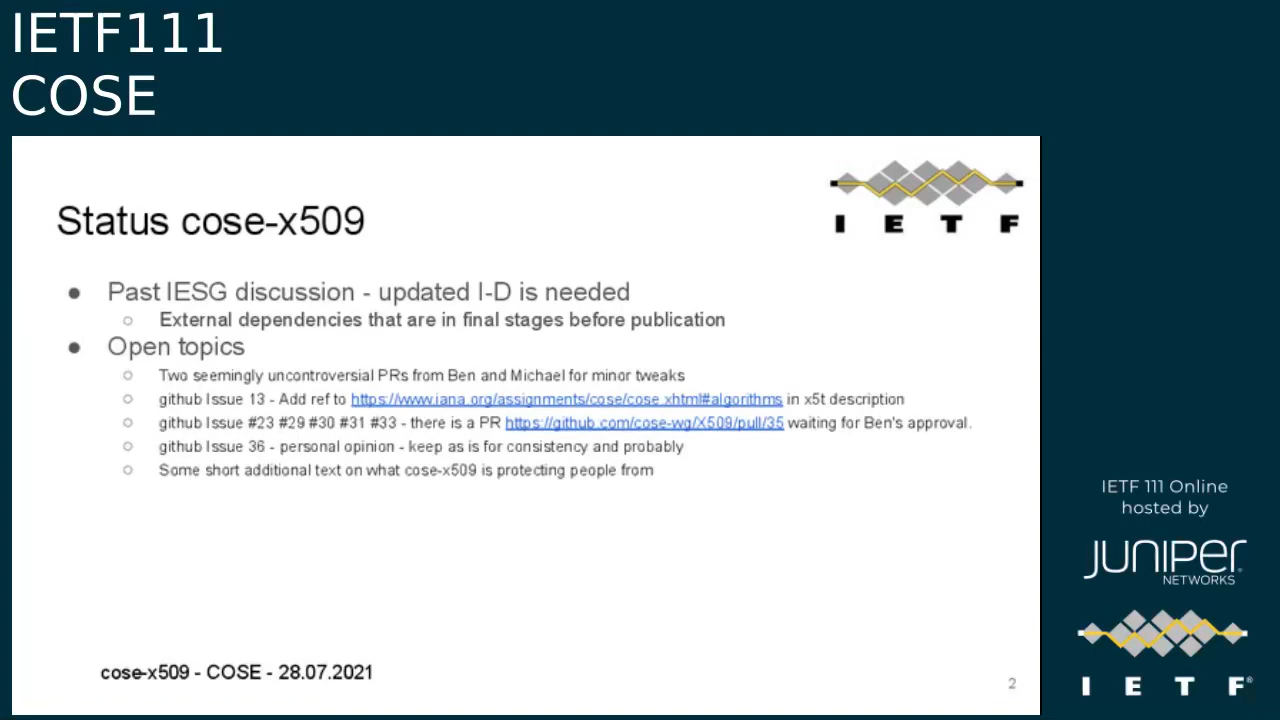 IETF111
COSE
IETF
Status cose-x509
● Past IESG discussion - updated I-D is needed
○ External dependencies that are in final stages before publication
● Open topics
○ Two seemingly uncontroversial PRs from Ben and Michael for minor tweaks
○ github Issue 13 - Add ref to https://www.iana.org/assignments/cose/cose.xhtml#algorithms in x5t description
○ github Issue #23 #29 #30 #31 #33 - there is a PR https://github.com/cose-wg/X509/pull/35 waiting for Ben's approval.
○ github Issue 36 - personal opinion - keep as is for consistency and probably
○ Some short additional text on what cose-x509 is protecting people from
cose-x509 - COSE - 28.07.2021
2
IETF 111 Online
hosted by
JUNIPER
NETWORKS
IETF®